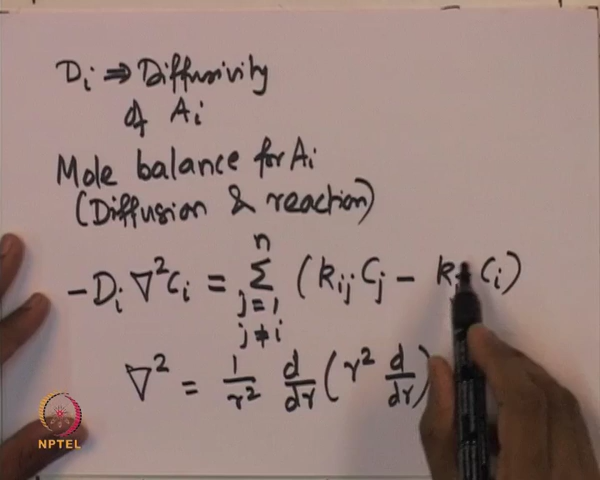 Di ⇒ Diffusivity
of Ai
Mole balance for Ai
(Diffusion & reaction)
-Di ∇²Ci = Σ (kij Cj - k Ci)
n
j=1
j≠i
∇² = 1/r² d/dr (r² d/dr)
NPTEL